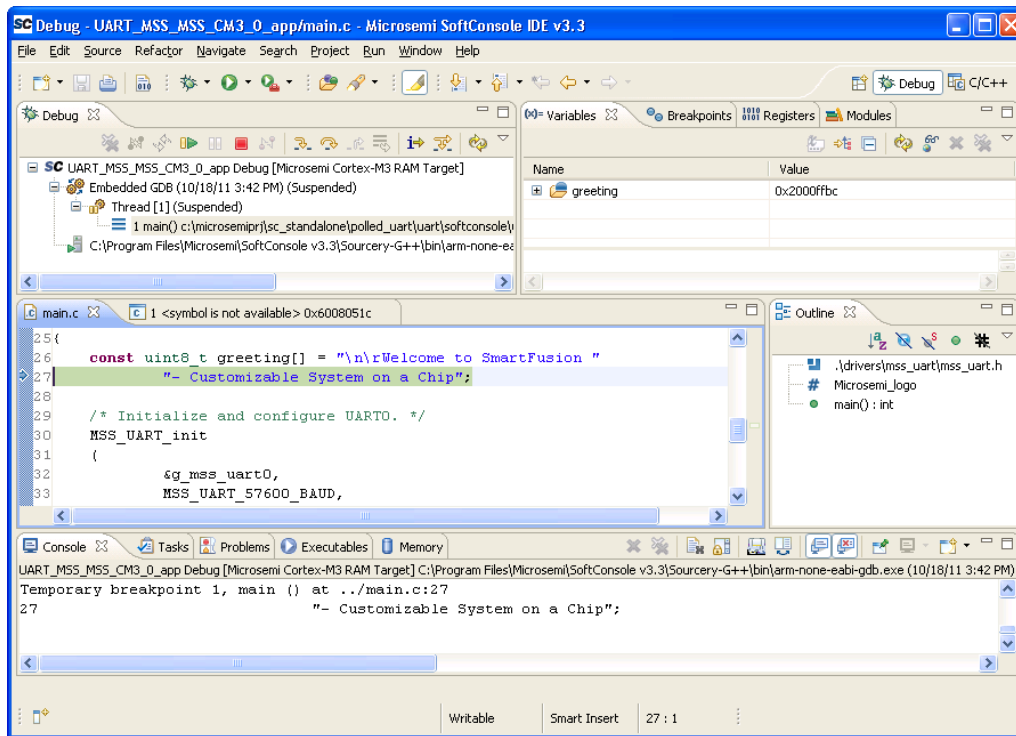 SC Debug - UART_MSS_MSS_CM3_0_app/main.c - Microsemi SoftConsole IDE v3.3
File Edit Source Refactor Navigate Search Project Run Window Help
Debug C/C++
Debug
(x)= Variables Breakpoints 1010 0101 Registers Modules
SC UART_MSS_MSS_CM3_0_app Debug [Microsemi Cortex-M3 RAM Target]
Embedded GDB (10/18/11 3:42 PM) (Suspended)
Thread [1] (Suspended)
1 main() c:\microsemiprj\sc_standalone\polled_uart\uart\softconsole\
C:\Program Files\Microsemi\SoftConsole v3.3\Sourcery-G++\bin\arm-none-ea
Name Value
greeting 0x2000ffbc
main.c 1 <symbol is not available> 0x6008051c
25 {
26 const uint8_t greeting[] = "\n\rWelcome to SmartFusion "
27 "- Customizable System on a Chip";
28
29 /* Initialize and configure UART0. */
30 MSS_UART_init
31 (
32 &g_mss_uart0,
33 MSS_UART_57600_BAUD,
Outline
.\drivers\mss_uart\mss_uart.h
# Microsemi_logo
main() : int
Console Tasks Problems Executables Memory
UART_MSS_MSS_CM3_0_app Debug [Microsemi Cortex-M3 RAM Target] C:\Program Files\Microsemi\SoftConsole v3.3\Sourcery-G++\bin\arm-none-eabi-gdb.exe (10/18/11 3:42 PM)
Temporary breakpoint 1, main () at ../main.c:27
27 "- Customizable System on a Chip";
Writable Smart Insert 27 : 1